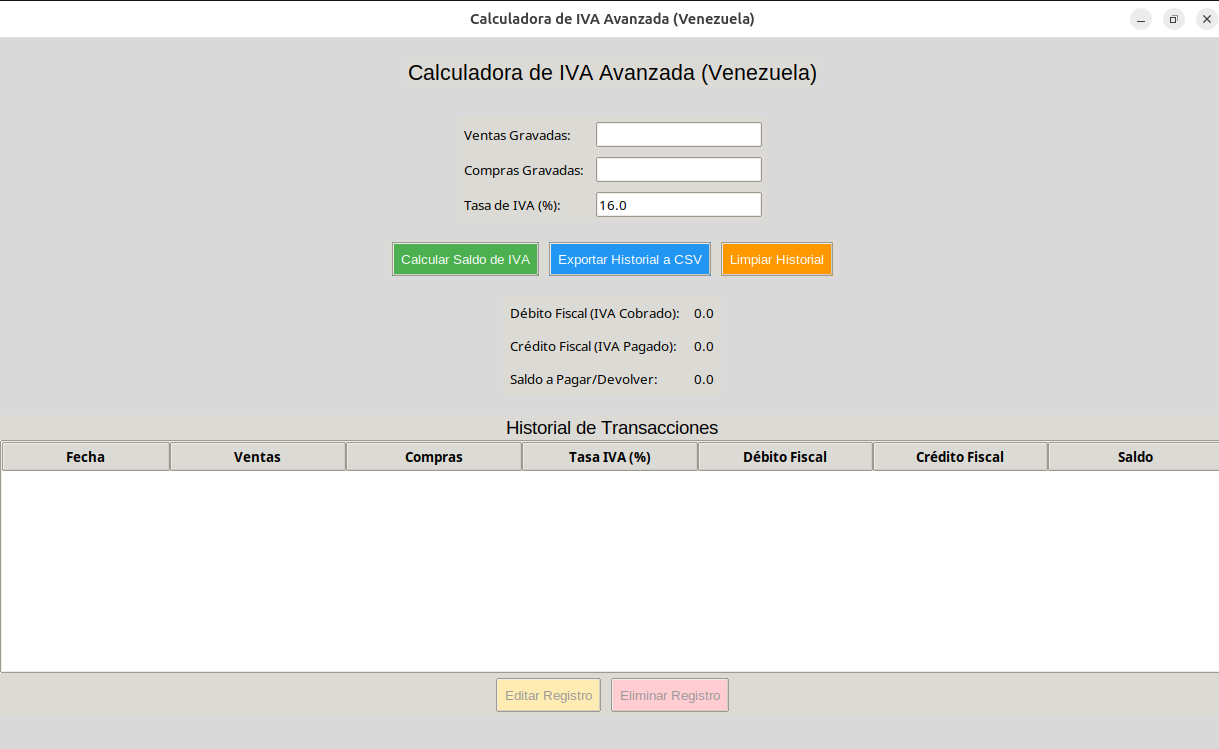 Calculadora de IVA Avanzada (Venezuela)
Calculadora de IVA Avanzada (Venezuela)
Ventas Gravadas:
Compras Gravadas:
Tasa de IVA (%): 16.0
Calcular Saldo de IVA Exportar Historial a CSV Limpiar Historial
Débito Fiscal (IVA Cobrado): 0.0
Crédito Fiscal (IVA Pagado): 0.0
Saldo a Pagar/Devolver: 0.0
Historial de Transacciones
Fecha Ventas Compras Tasa IVA (%) Débito Fiscal Crédito Fiscal Saldo
Editar Registro Eliminar Registro